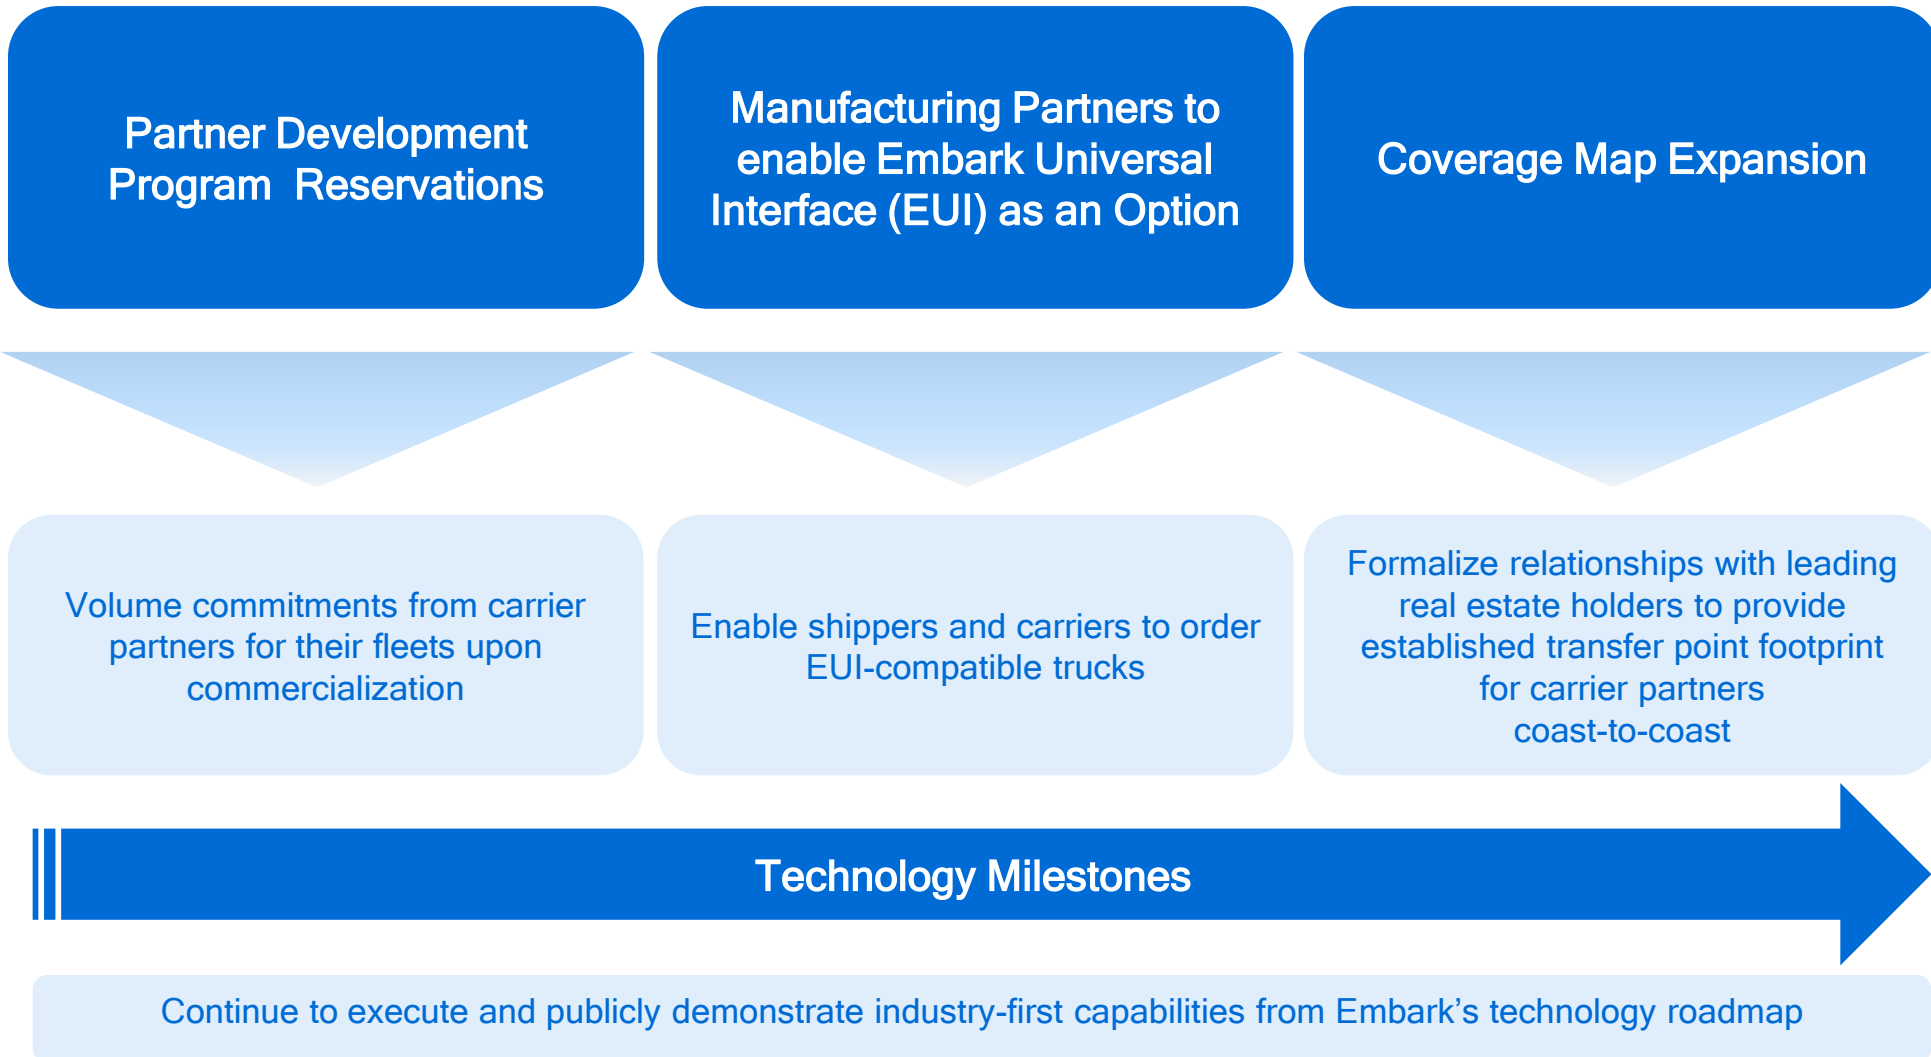 Partner Development
Program  Reservations
Manufacturing Partners to
enable Embark Universal
Interface (EUI) as an Option
Coverage Map Expansion
Volume commitments from carrier
partners for their fleets upon
commercialization
Enable shippers and carriers to order
EUI-compatible trucks
Formalize relationships with leading
real estate holders to provide
established transfer point footprint
for carrier partners
coast-to-coast
Technology Milestones
Continue to execute and publicly demonstrate industry-first capabilities from Embark’s technology roadmap